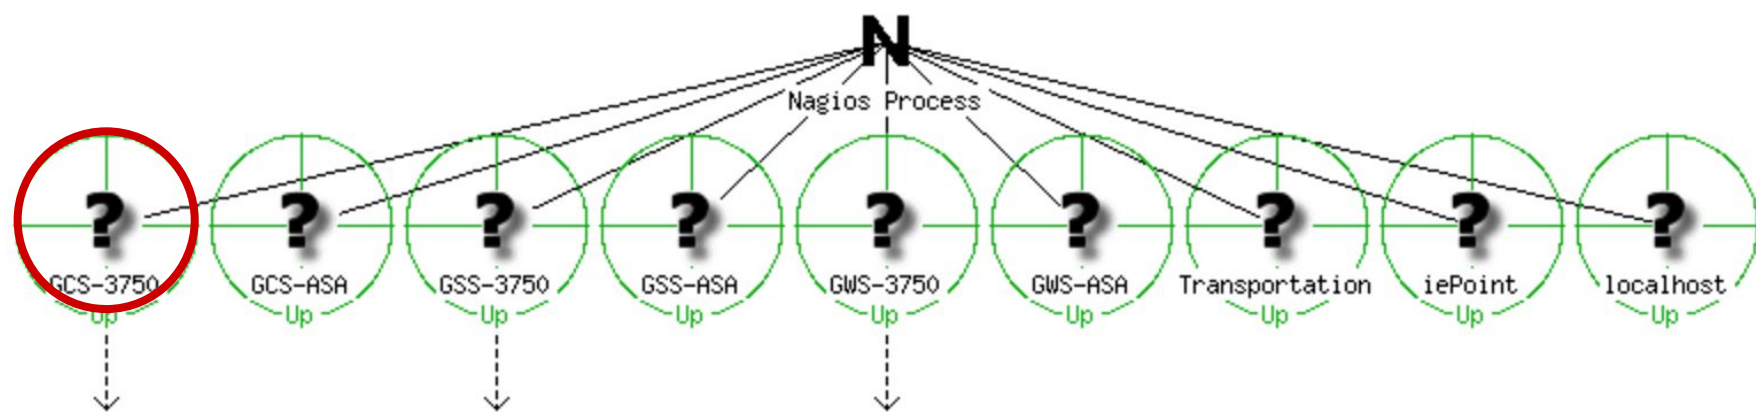 N
Nagios Process
? ? ? ? ? ? ? ? ?
GCS-3750 GCS-ASA GSS-3750 GSS-ASA GWS-3750 GWS-ASA Transportation iePoint localhost
Up Up Up Up Up Up Up Up Up